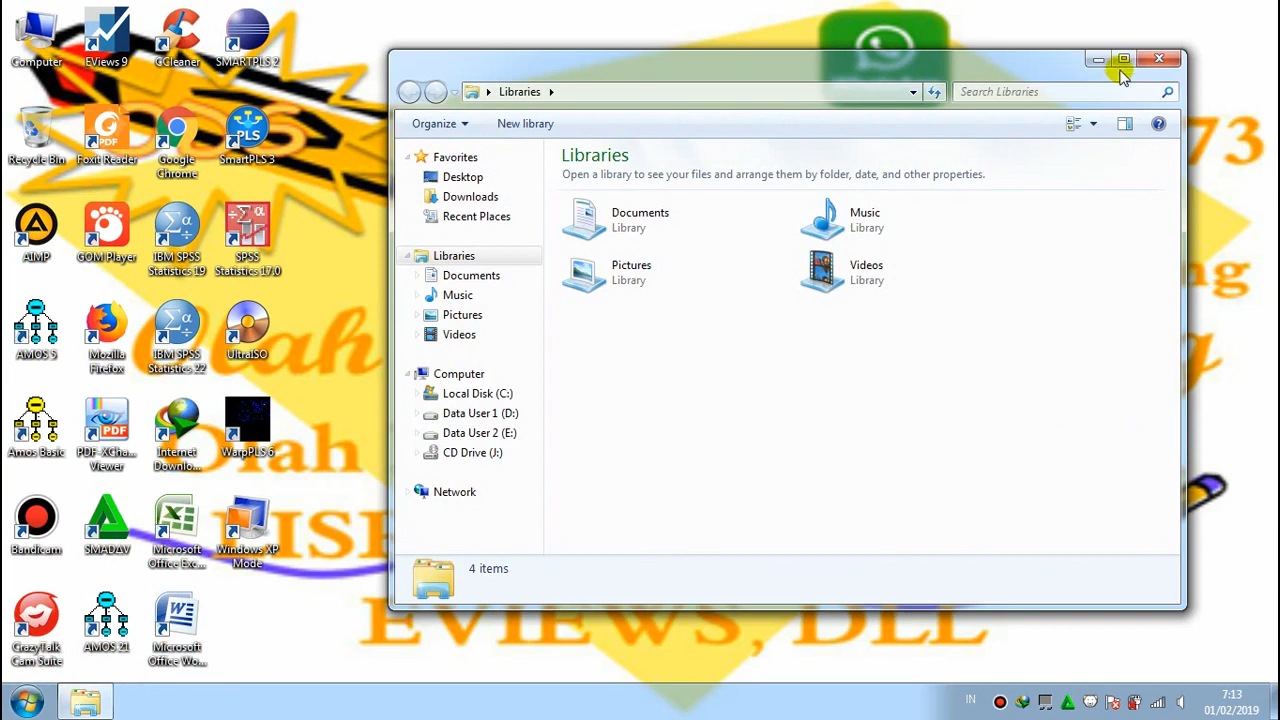 Computer
EViews 9
CCleaner
SMARTPLS 2
Recycle Bin
Foxit Reader
Google
Chrome
SmartPLS 3
AIMP
GOM Player
IBM SPSS
Statistics 19
SPSS
Statistics 17.0
AMOS 5
Mozilla
Firefox
IBM SPSS
Statistics 22
UltraISO
Amos Basic
PDF-XCha...
Viewer
Internet
Downlo...
WarpPLS 6
Bandicam
SMADAV
Microsoft
Office Exc...
Windows XP
Mode
CrazyTalk
Cam Suite
AMOS 21
Microsoft
Office Wo...
Libraries
Search Libraries
Organize
New library
Favorites
Desktop
Downloads
Recent Places
Libraries
Documents
Music
Pictures
Videos
Computer
Local Disk (C:)
Data User 1 (D:)
Data User 2 (E:)
CD Drive (J:)
Network
Libraries
Open a library to see your files and arrange them by folder, date, and other properties.
Documents
Library
Music
Library
Pictures
Library
Videos
Library
4 items
73
ng
Olah
g
Olah
LISE
EVIEWS, DLL
IN
7:13
01/02/2019